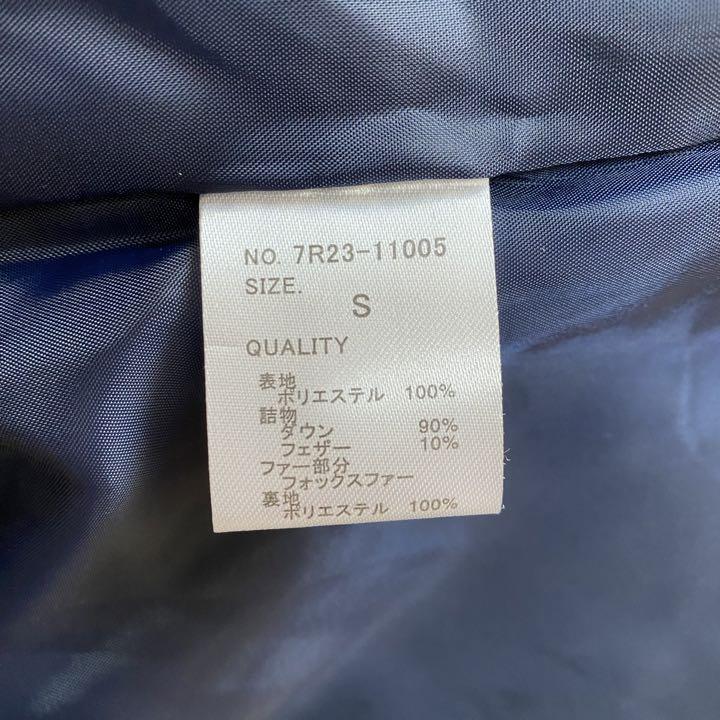 NO. 7R23-11005
SIZE.
S
QUALITY
表地
ポリエステル 100%
詰物
ダウン 90%
フェザー 10%
ファー部分
フォックスファー
裏地
ポリエステル 100%